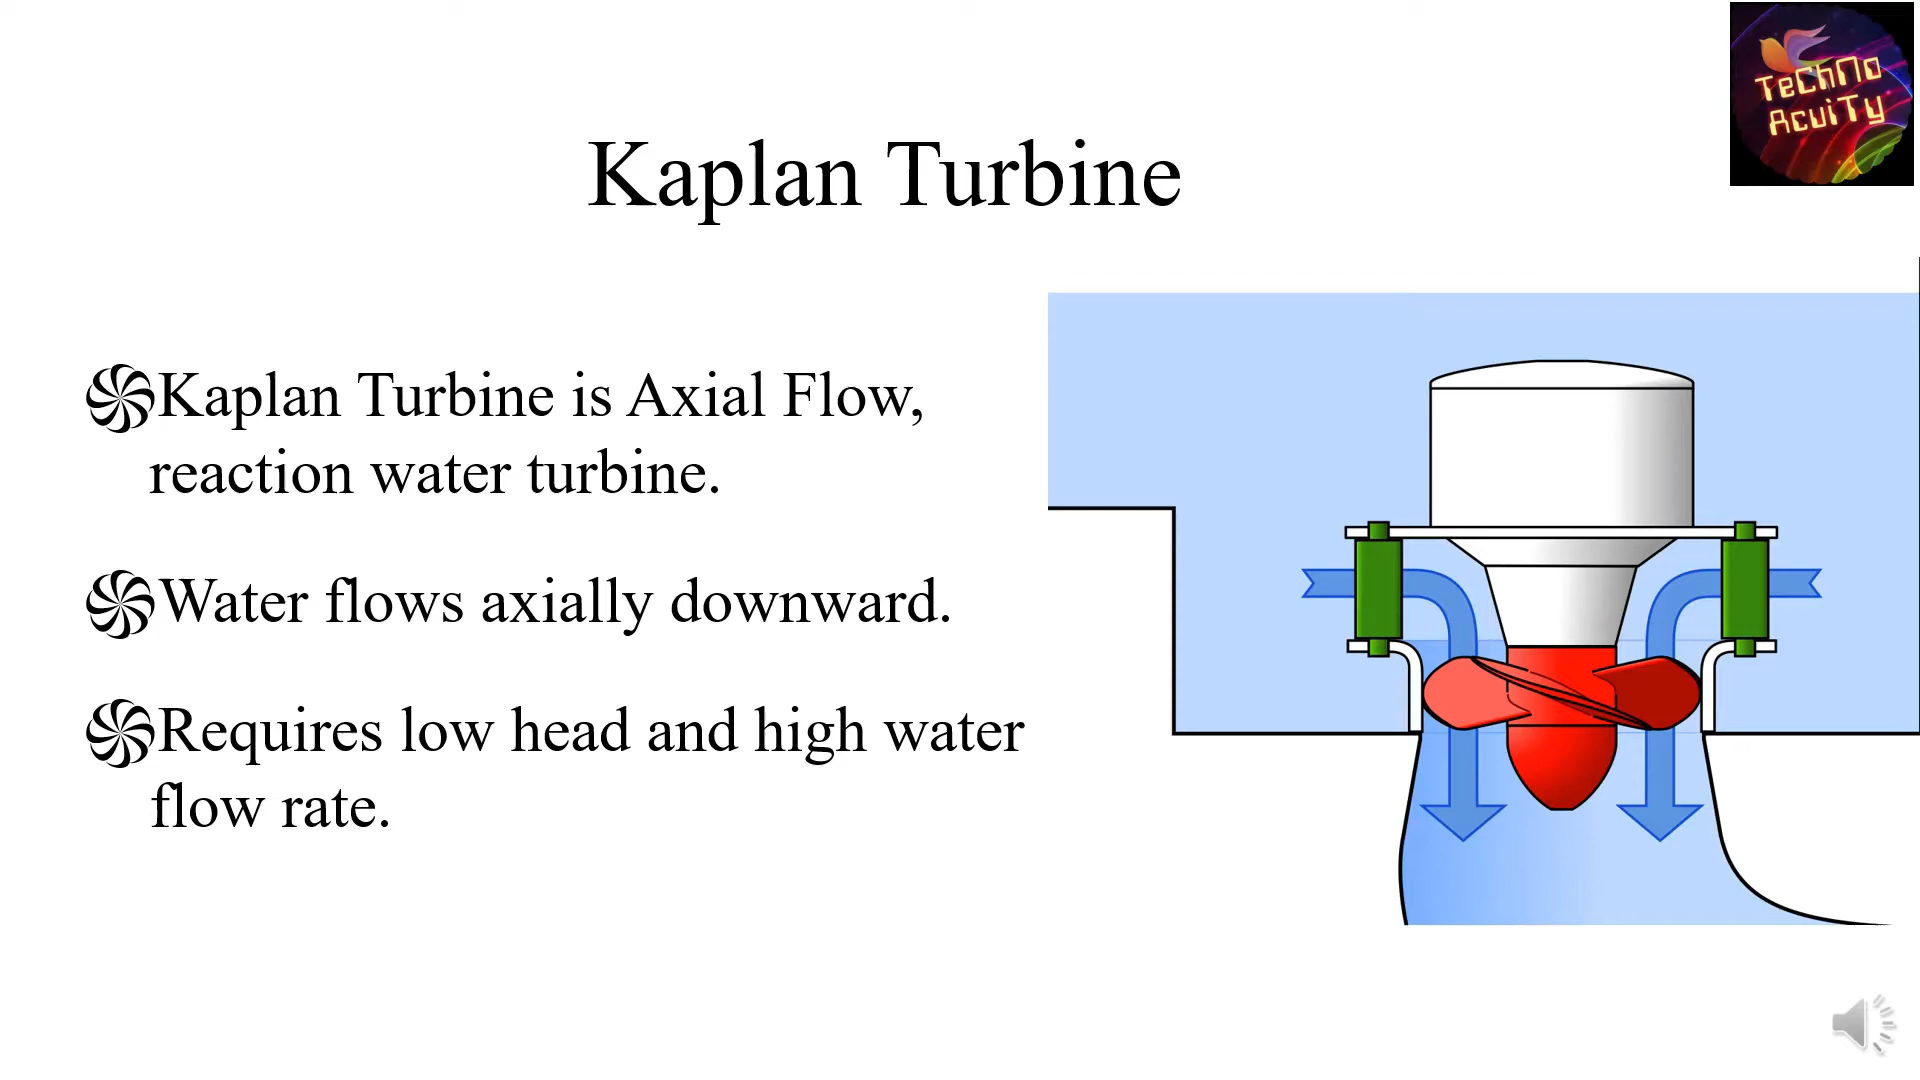 TeChNo
AcuiTy
Kaplan Turbine
Kaplan Turbine is Axial Flow,
reaction water turbine.
Water flows axially downward.
Requires low head and high water
flow rate.